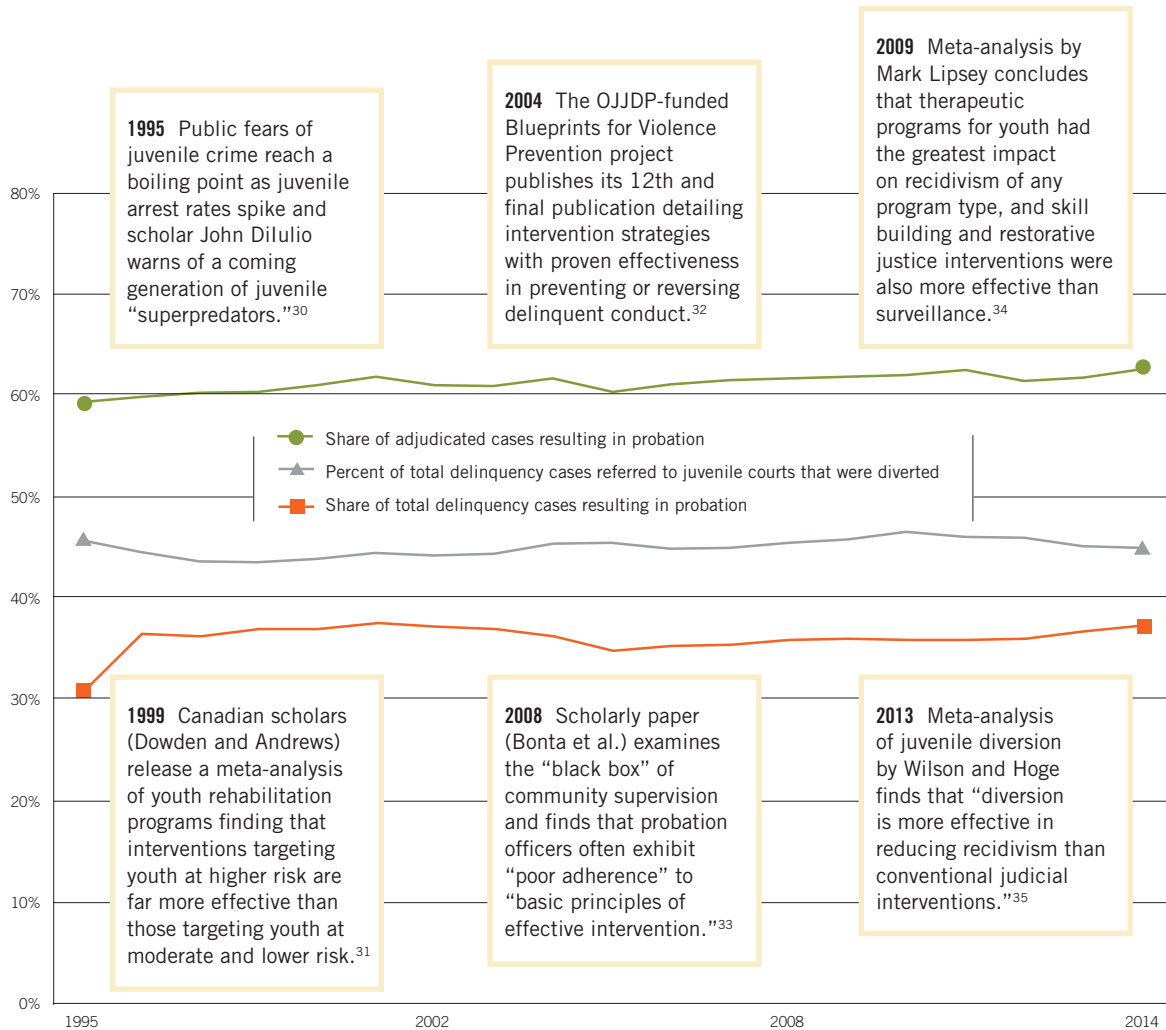 1995 Public fears of
juvenile crime reach a
boiling point as juvenile
arrest rates spike and
scholar John DiIulio
warns of a coming
generation of juvenile
“superpredators.”30
2004 The OJJDP-funded
Blueprints for Violence
Prevention project
publishes its 12th and
final publication detailing
intervention strategies
with proven effectiveness
in preventing or reversing
delinquent conduct.32
2009 Meta-analysis by
Mark Lipsey concludes
that therapeutic
programs for youth had
the greatest impact
on recidivism of any
program type, and skill
building and restorative
justice interventions were
also more effective than
surveillance.34
80%
70%
60%
50%
40%
30%
20%
10%
0%
Share of adjudicated cases resulting in probation
Percent of total delinquency cases referred to juvenile courts that were diverted
Share of total delinquency cases resulting in probation
1999 Canadian scholars
(Dowden and Andrews)
release a meta-analysis
of youth rehabilitation
programs finding that
interventions targeting
youth at higher risk are
far more effective than
those targeting youth at
moderate and lower risk.31
2008 Scholarly paper
(Bonta et al.) examines
the “black box” of
community supervision
and finds that probation
officers often exhibit
“poor adherence” to
“basic principles of
effective intervention.”33
2013 Meta-analysis
of juvenile diversion
by Wilson and Hoge
finds that “diversion
is more effective in
reducing recidivism than
conventional judicial
interventions.”35
1995
2002
2008
2014